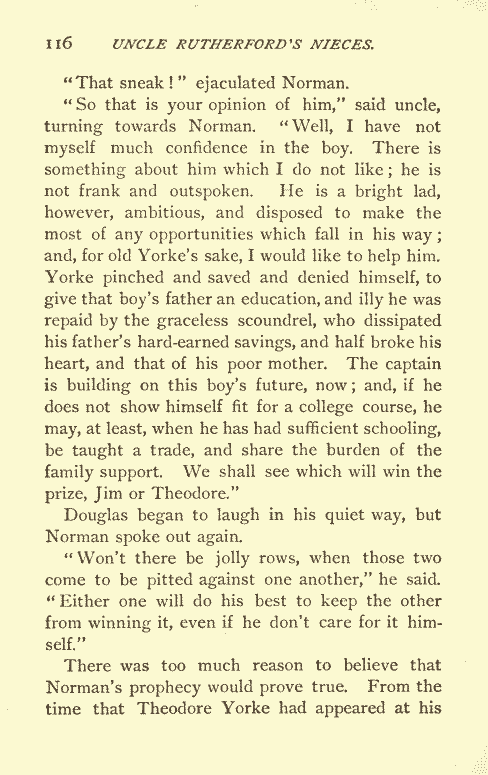 116 UNCLE RUTHERFORD'S NIECES.
"That sneak!" ejaculated Norman.
"So that is your opinion of him," said uncle,
turning towards Norman. "Well, I have not
myself much confidence in the boy. There is
something about him which I do not like; he is
not frank and outspoken. He is a bright lad,
however, ambitious, and disposed to make the
most of any opportunities which fall in his way;
and, for old Yorke's sake, I would like to help him.
Yorke pinched and saved and denied himself, to
give that boy's father an education, and illy he was
repaid by the graceless scoundrel, who dissipated
his father's hard-earned savings, and half broke his
heart, and that of his poor mother. The captain
is building on this boy's future, now; and, if he
does not show himself fit for a college course, he
may, at least, when he has had sufficient schooling,
be taught a trade, and share the burden of the
family support. We shall see which will win the
prize, Jim or Theodore."
Douglas began to laugh in his quiet way, but
Norman spoke out again.
"Won't there be jolly rows, when those two
come to be pitted against one another," he said.
"Either one will do his best to keep the other
from winning it, even if he don't care for it him-
self."
There was too much reason to believe that
Norman's prophecy would prove true. From the
time that Theodore Yorke had appeared at his